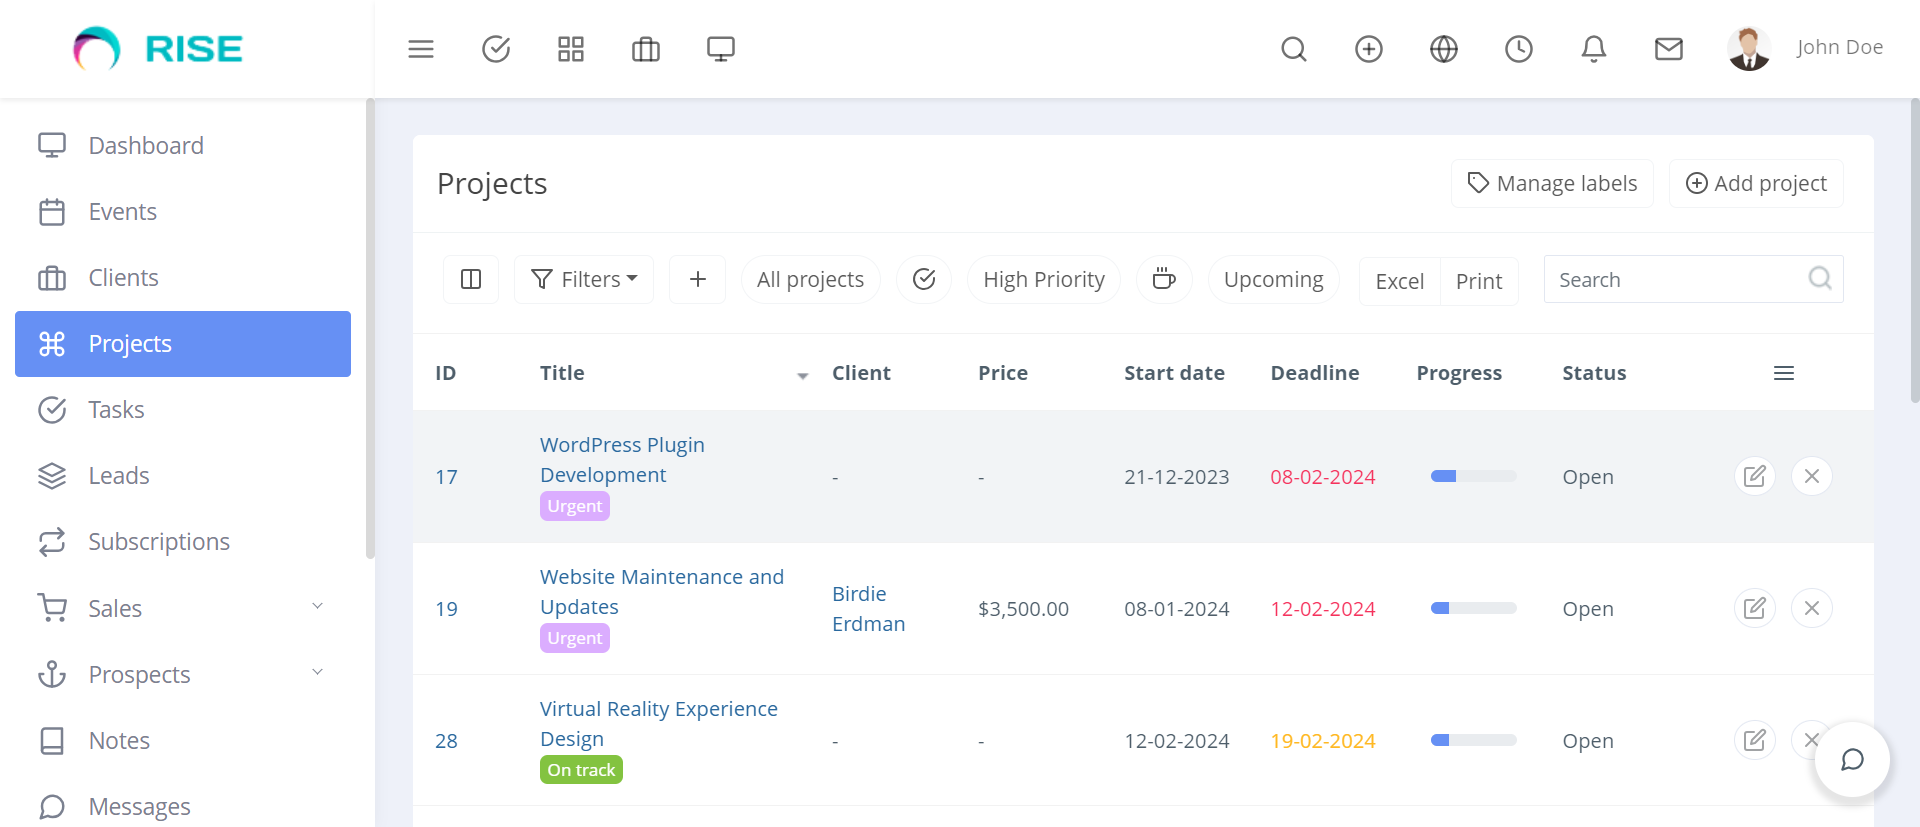 RISE
John Doe
Dashboard
Events
Clients
Projects
Tasks
Leads
Subscriptions
Sales
Prospects
Notes
Messages
Projects
Manage labels
Add project
Filters
All projects
High Priority
Upcoming
Excel
Print
Search
ID Title Client Price Start date Deadline Progress Status
17 WordPress Plugin Development - - 21-12-2023 08-02-2024 Open
Urgent
19 Website Maintenance and Updates Birdie Erdman $3,500.00 08-01-2024 12-02-2024 Open
Urgent
28 Virtual Reality Experience Design - - 12-02-2024 19-02-2024 Open
On track